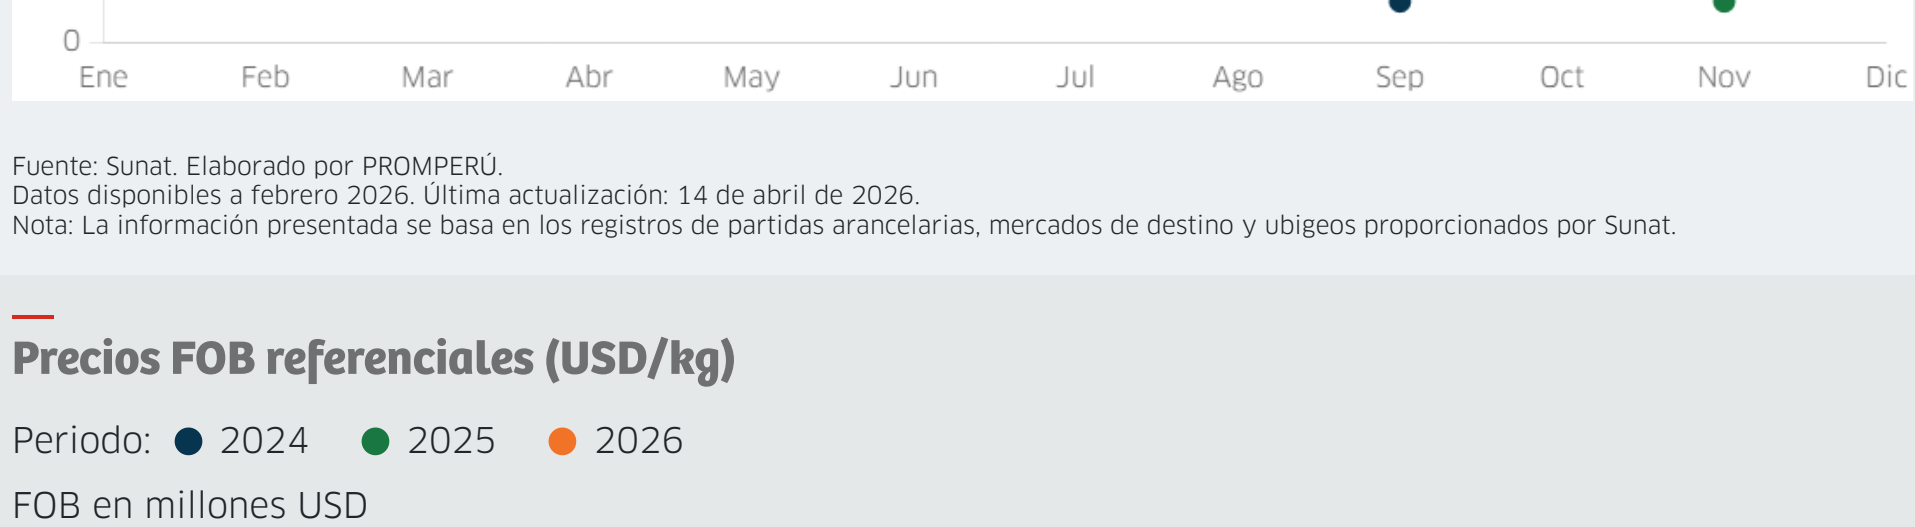 0
Ene Feb Mar Abr May Jun Jul Ago Sep Oct Nov Dic
Fuente: Sunat. Elaborado por PROMPERÚ.
Datos disponibles a febrero 2026. Última actualización: 14 de abril de 2026.
Nota: La información presentada se basa en los registros de partidas arancelarias, mercados de destino y ubigeos proporcionados por Sunat.
Precios FOB referenciales (USD/kg)
Periodo: 2024 2025 2026
FOB en millones USD